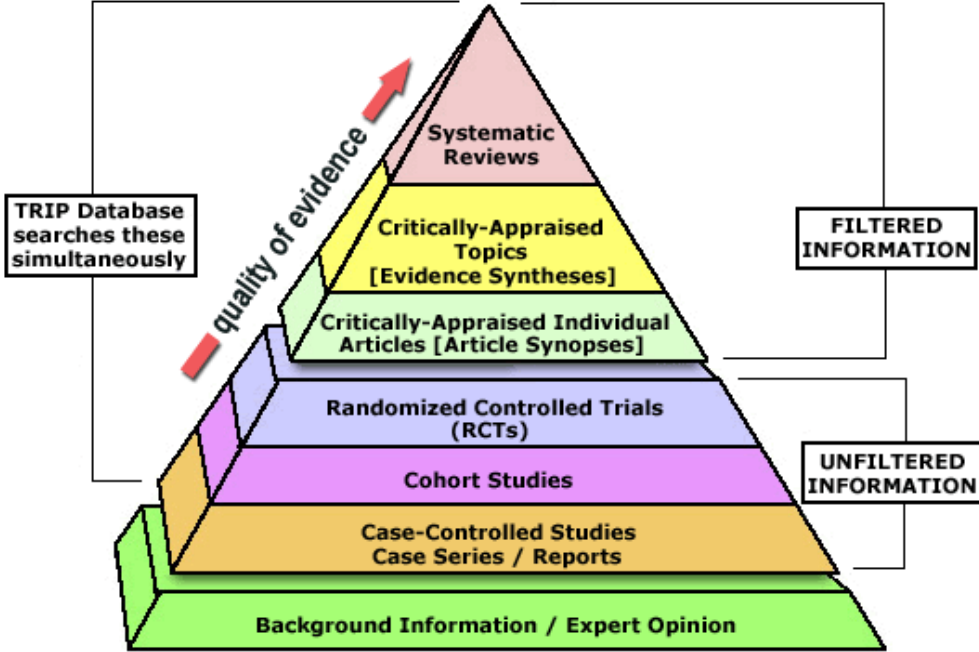 Systematic
Reviews
quality of evidence
TRIP Database
searches these
simultaneously
Critically-Appraised
Topics
[Evidence Syntheses]
FILTERED
INFORMATION
Critically-Appraised Individual
Articles [Article Synopses]
Randomized Controlled Trials
(RCTs)
UNFILTERED
INFORMATION
Cohort Studies
Case-Controlled Studies
Case Series / Reports
Background Information / Expert Opinion